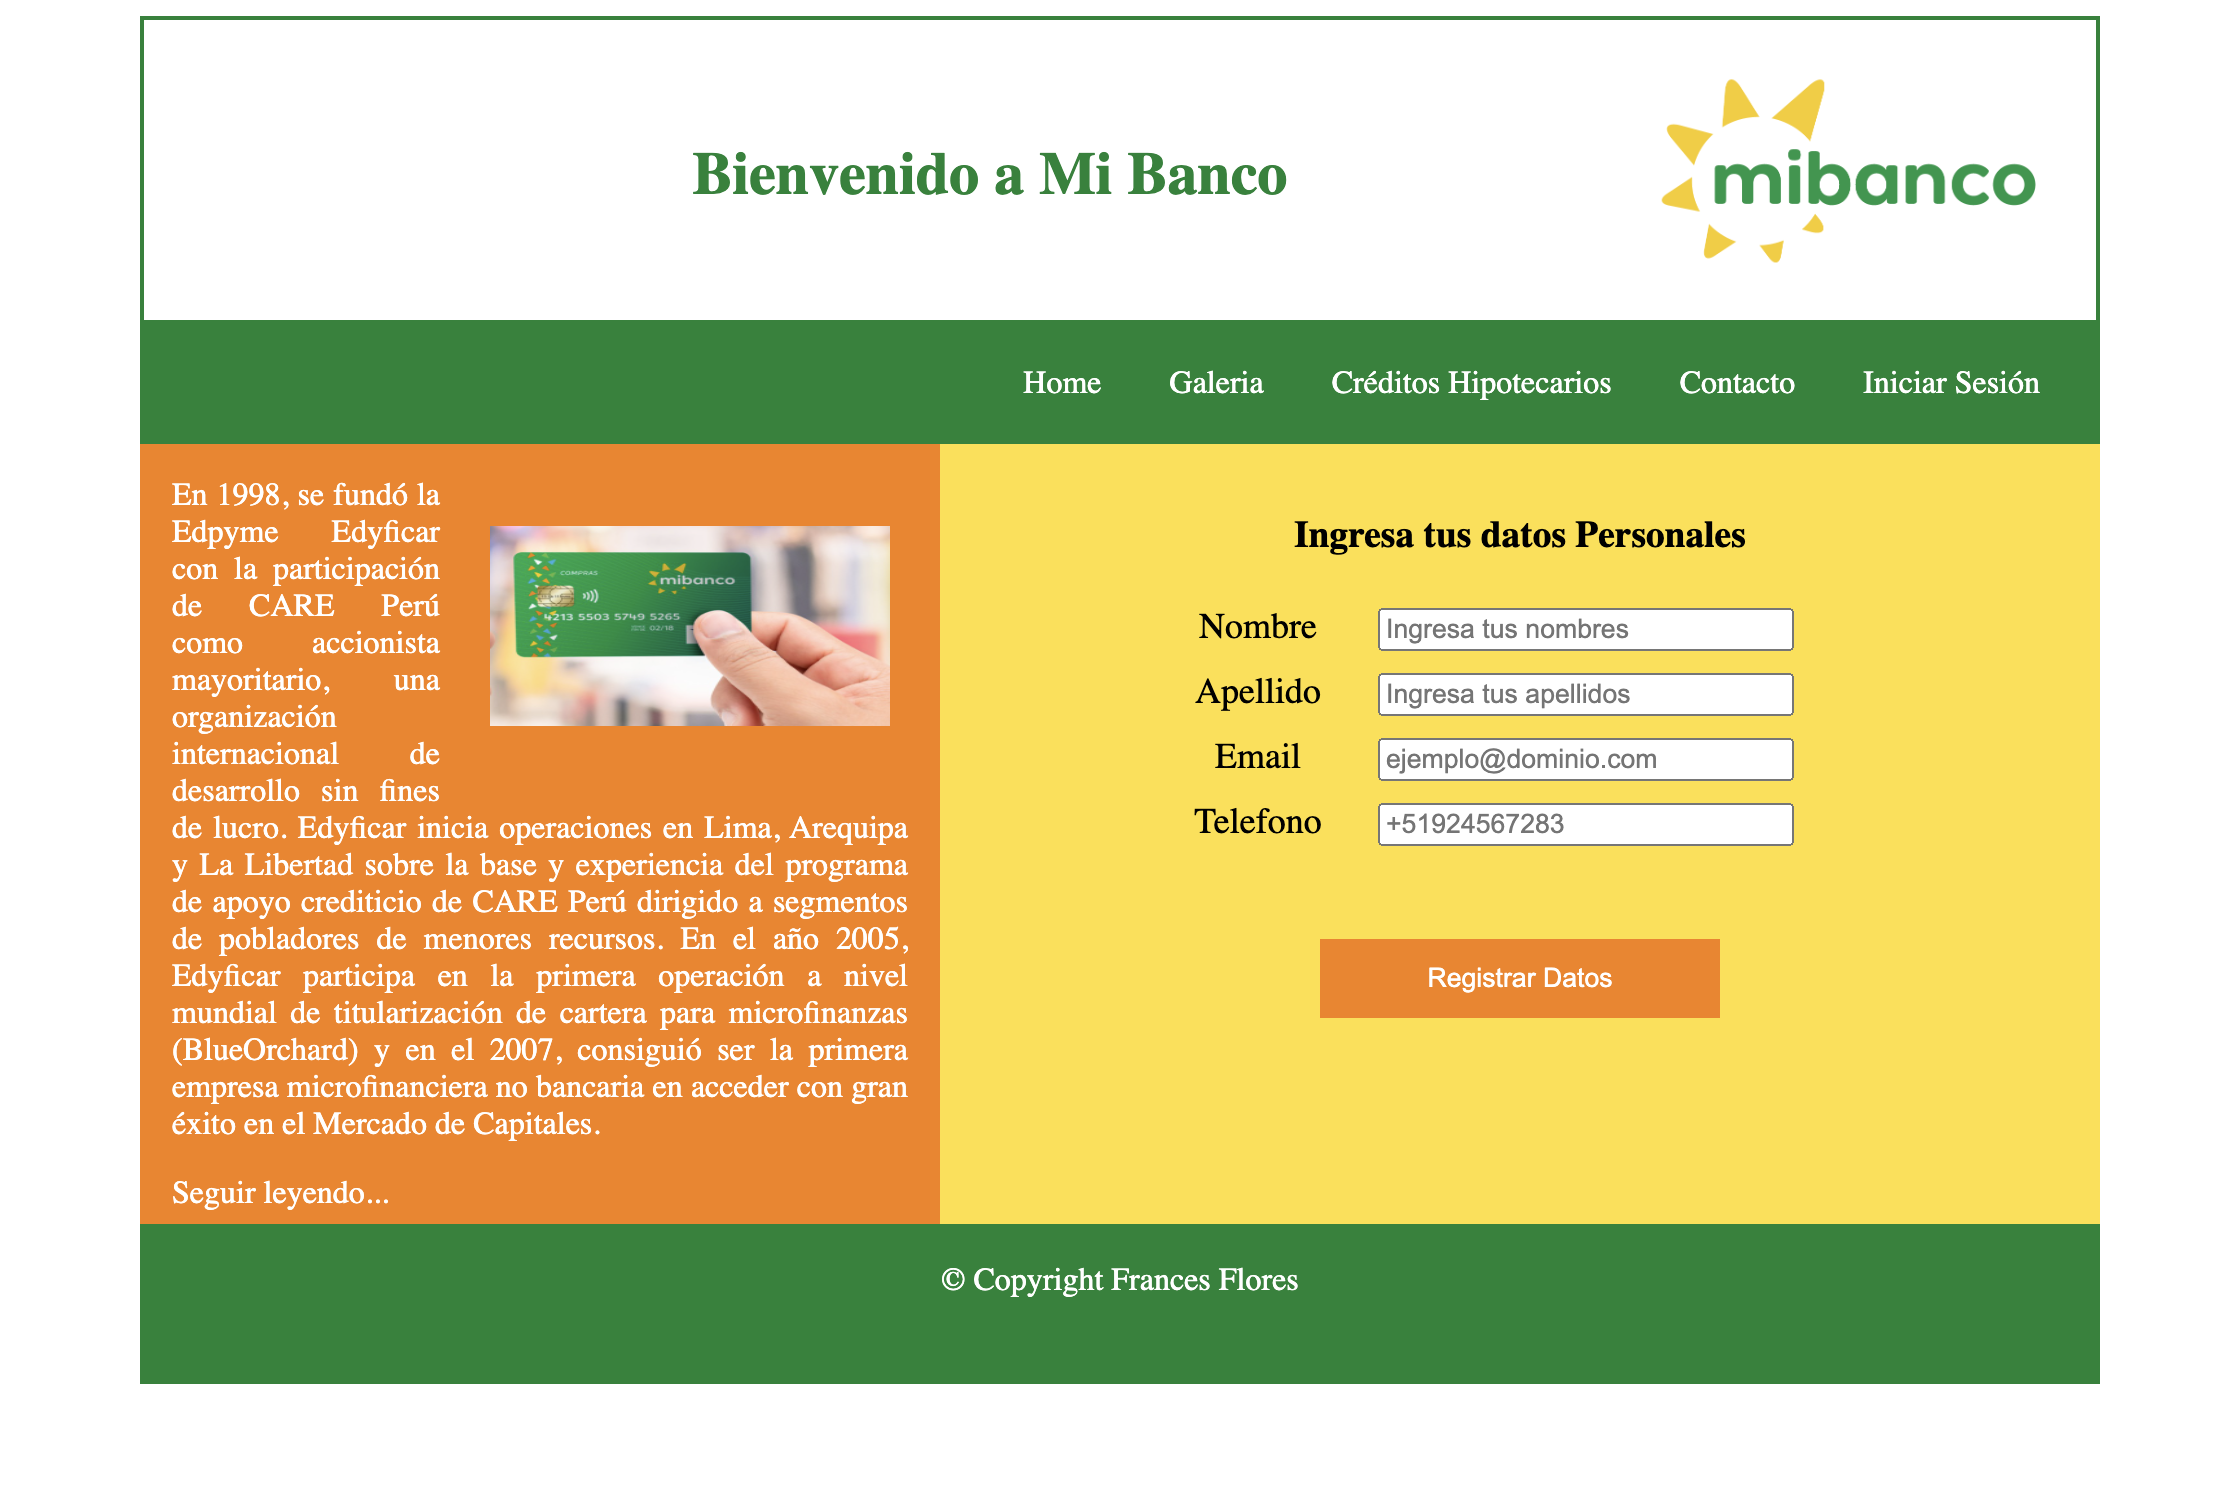 Bienvenido a Mi Banco
mibanco
Home Galeria Créditos Hipotecarios Contacto Iniciar Sesión
En 1998, se fundó la
Edpyme Edyficar
con la participación
de CARE Perú
como accionista
mayoritario, una
organización
internacional de
desarrollo sin fines
COMPRAS
mibanco
4213 5503 5749 5265
02/18
de lucro. Edyficar inicia operaciones en Lima, Arequipa
y La Libertad sobre la base y experiencia del programa
de apoyo crediticio de CARE Perú dirigido a segmentos
de pobladores de menores recursos. En el año 2005,
Edyficar participa en la primera operación a nivel
mundial de titularización de cartera para microfinanzas
(BlueOrchard) y en el 2007, consiguió ser la primera
empresa microfinanciera no bancaria en acceder con gran
éxito en el Mercado de Capitales.
Seguir leyendo...
Ingresa tus datos Personales
Nombre Ingresa tus nombres
Apellido Ingresa tus apellidos
Email ejemplo@dominio.com
Telefono +51924567283
Registrar Datos
© Copyright Frances Flores